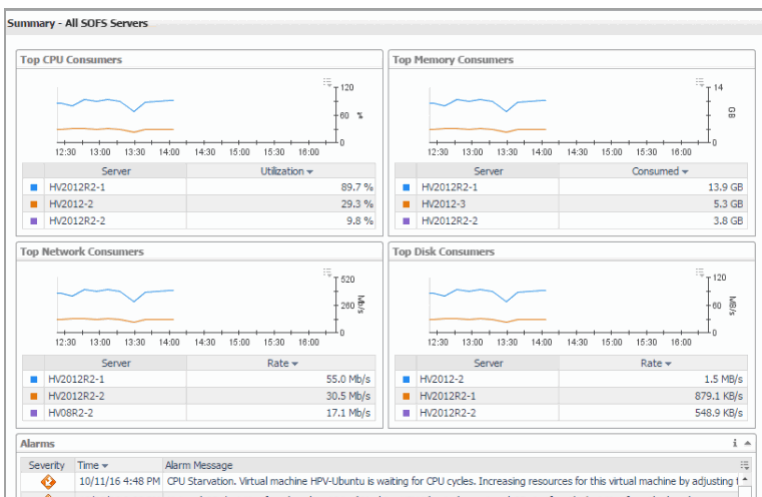 Summary - All SOFS Servers
Top CPU Consumers
120
60
%
0
12:30 13:00 13:30 14:00 14:30 15:00 15:30 16:00
Server Utilization
HV2012R2-1 89.7 %
HV2012-2 29.3 %
HV2012R2-2 9.8 %
Top Memory Consumers
14
GB
0
12:30 13:00 13:30 14:00 14:30 15:00 15:30 16:00
Server Consumed
HV2012R2-1 13.9 GB
HV2012-3 5.3 GB
HV2012R2-2 3.8 GB
Top Network Consumers
520
260
Mb/s
0
12:30 13:00 13:30 14:00 14:30 15:00 15:30 16:00
Server Rate
HV2012R2-1 55.0 Mb/s
HV2012R2-2 30.5 Mb/s
HV08R2-2 17.1 Mb/s
Top Disk Consumers
120
60
MB/s
0
12:30 13:00 13:30 14:00 14:30 15:00 15:30 16:00
Server Rate
HV2012-2 1.5 MB/s
HV2012R2-1 879.1 KB/s
HV2012R2-2 548.9 KB/s
Alarms i
Severity Time Alarm Message
10/11/16 4:48 PM CPU Starvation. Virtual machine HPV-Ubuntu is waiting for CPU cycles. Increasing resources for this virtual machine by adjusting